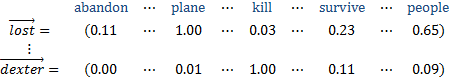 abandon ⋯ plane ⋯ kill ⋯ survive ⋯ people
lost = (0.11 ⋯ 1.00 ⋯ 0.03 ⋯ 0.23 ⋯ 0.65)
⋮
dexter = (0.00 ⋯ 0.01 ⋯ 1.00 ⋯ 0.11 ⋯ 0.09)